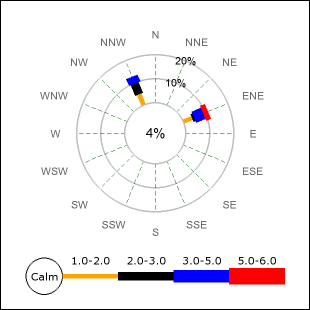 N
NNW NNE
20%
NW NE
10%
WNW ENE
W 4% E
WSW ESE
SW SE
SSW SSE
S
1.0-2.0 2.0-3.0 3.0-5.0 5.0-6.0
Calm